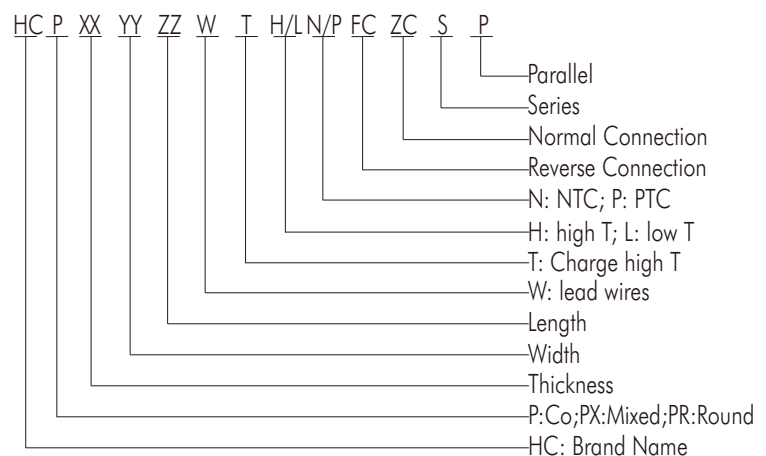 HC P XX YY ZZ W T H/L N/P FC ZC S P
Parallel
Series
Normal Connection
Reverse Connection
N: NTC; P: PTC
H: high T; L: low T
T: Charge high T
W: lead wires
Length
Width
Thickness
P:Co;PX:Mixed;PR:Round
HC: Brand Name